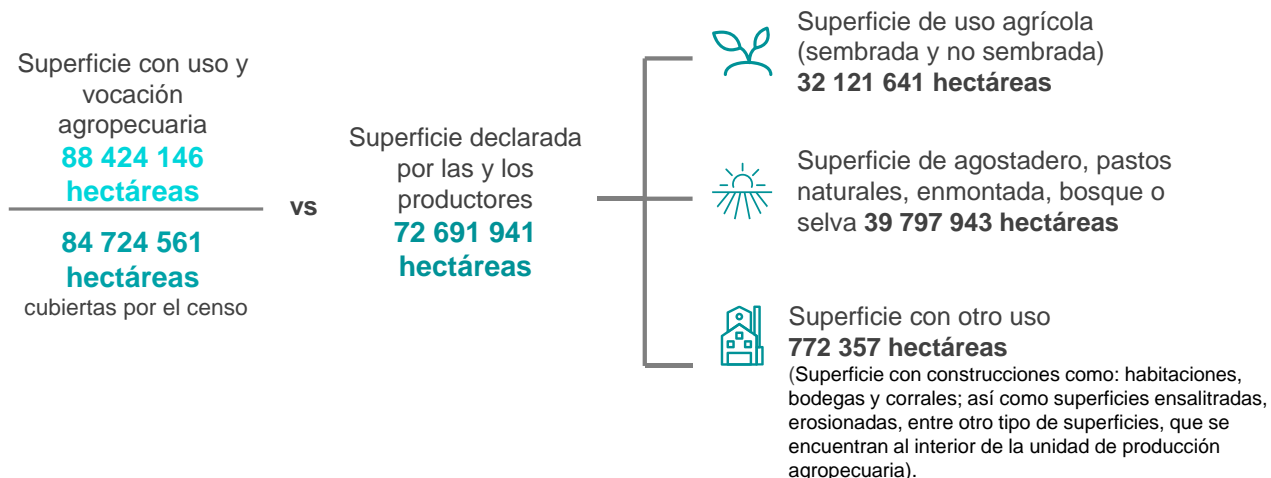 Superficie con uso y
vocación
agropecuaria
88 424 146
hectáreas
84 724 561
hectáreas
cubiertas por el censo
vs
Superficie declarada
por las y los
productores
72 691 941
hectáreas
Superficie de uso agrícola
(sembrada y no sembrada)
32 121 641 hectáreas
Superficie de agostadero, pastos
naturales, enmontada, bosque o
selva 39 797 943 hectáreas
Superficie con otro uso
772 357 hectáreas
(Superficie con construcciones como: habitaciones,
bodegas y corrales; así como superficies ensalitradas,
erosionadas, entre otro tipo de superficies, que se
encuentran al interior de la unidad de producción
agropecuaria).